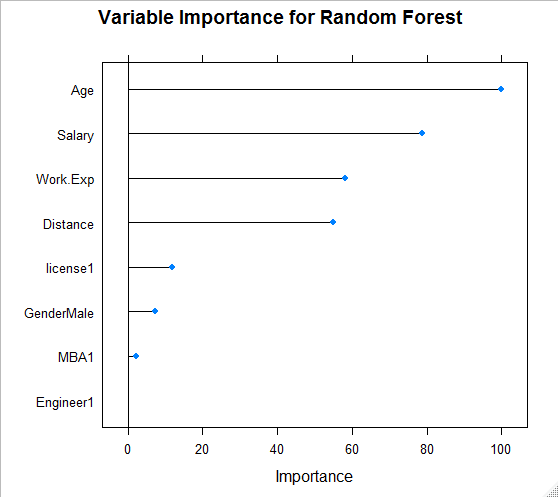 Variable Importance for Random Forest
Age
Salary
Work.Exp
Distance
license1
GenderMale
MBA1
Engineer1
0 20 40 60 80 100
Importance